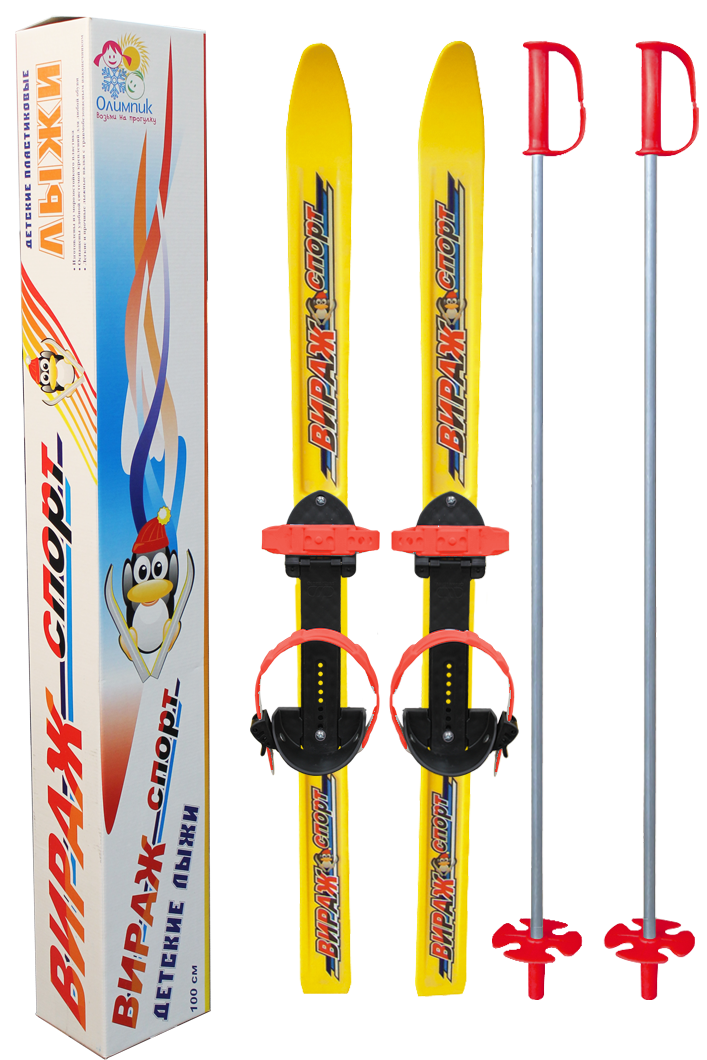 ДЕТСКИЕ ПЛАСТИКОВЫЕ
ЛЫЖИ
ВИРАЖ СПОРТ
Олимпик
Возьми на прогулку
ВИРАЖ СПОРТ
ДЕТСКИЕ ЛЫЖИ
100 см
ВИРАЖ СПОРТ
ВИРАЖ СПОРТ
ВИРАЖ СПОРТ
ВИРАЖ СПОРТ